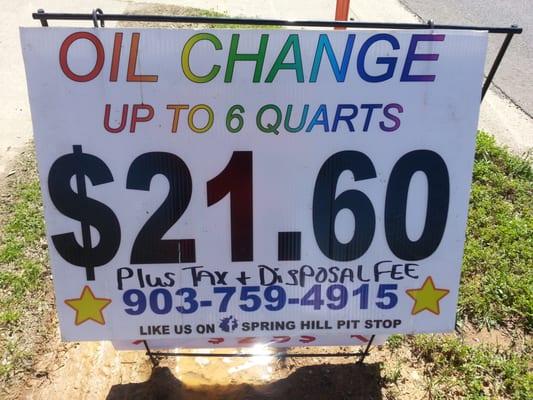 OIL CHANGE
UP TO 6 QUARTS
$21.60
Plus Tax + Disposal Fee
903-759-4915
LIKE US ON SPRING HILL PIT STOP